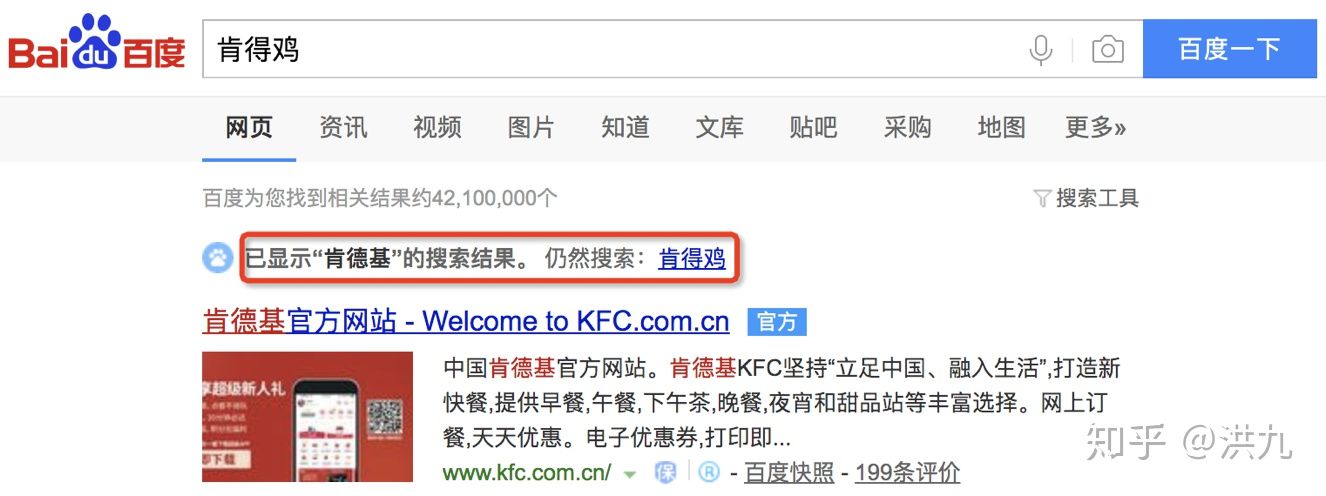 Bai du 百度
肯得鸡
百度一下
网页 资讯 视频 图片 知道 文库 贴吧 采购 地图 更多»
百度为您找到相关结果约42,100,000个 搜索工具
已显示“肯德基”的搜索结果。 仍然搜索：肯得鸡
肯德基官方网站 - Welcome to KFC.com.cn 官方
享超级新人礼
即下载
中国肯德基官方网站。肯德基KFC坚持“立足中国、融入生活”,打造新
快餐,提供早餐,午餐,下午茶,晚餐,夜宵和甜品站等丰富选择。网上订
餐,天天优惠。电子优惠券,打印即...
www.kfc.com.cn/ 保 ® - 百度快照 - 199条评价
知乎 @洪九